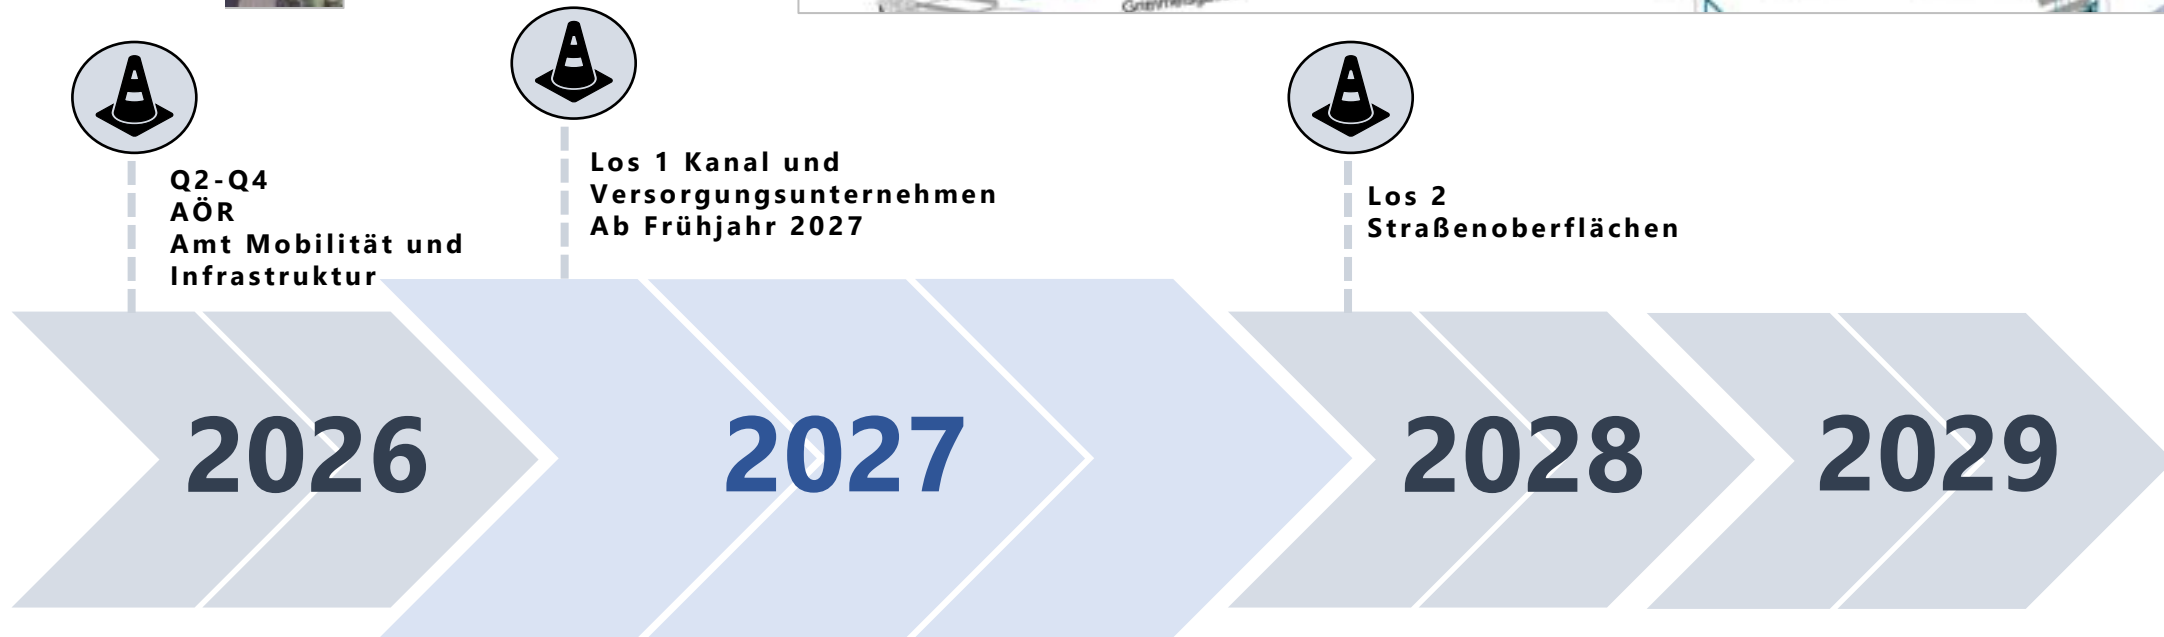 Q2-Q4
AÖR
Amt Mobilität und
Infrastruktur
Los 1 Kanal und
Versorgungsunternehmen
Ab Frühjahr 2027
Los 2
Straßenoberflächen
2026
2027
2028
2029